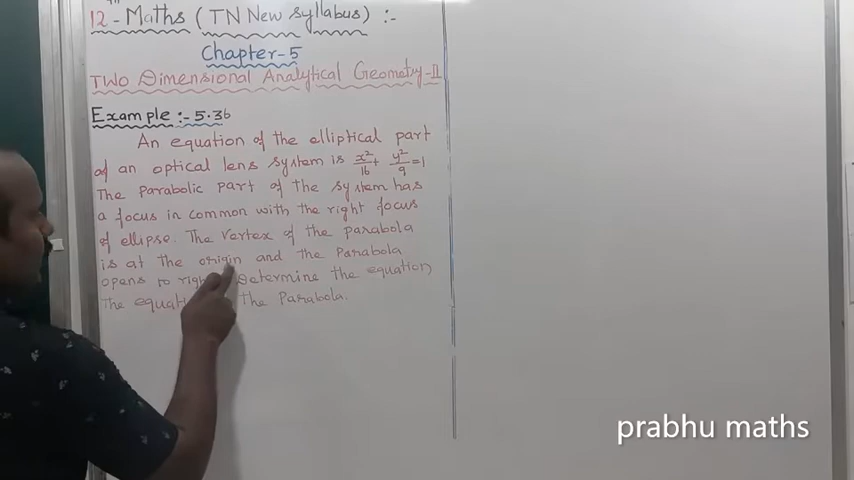 12th - Maths ( TN New syllabus) :-
Chapter-5
TWO Dimensional Analytical Geometry-II
Example :- 5.36
An equation of the elliptical part
of an optical lens system is x²/16 + y²/9 = 1
The parabolic part of the system has
a focus in common with the right focus
of ellipse. The vertex of the parabola
is at the origin and the parabola
opens to Determine the equation
The the Parabola.
prabhu maths